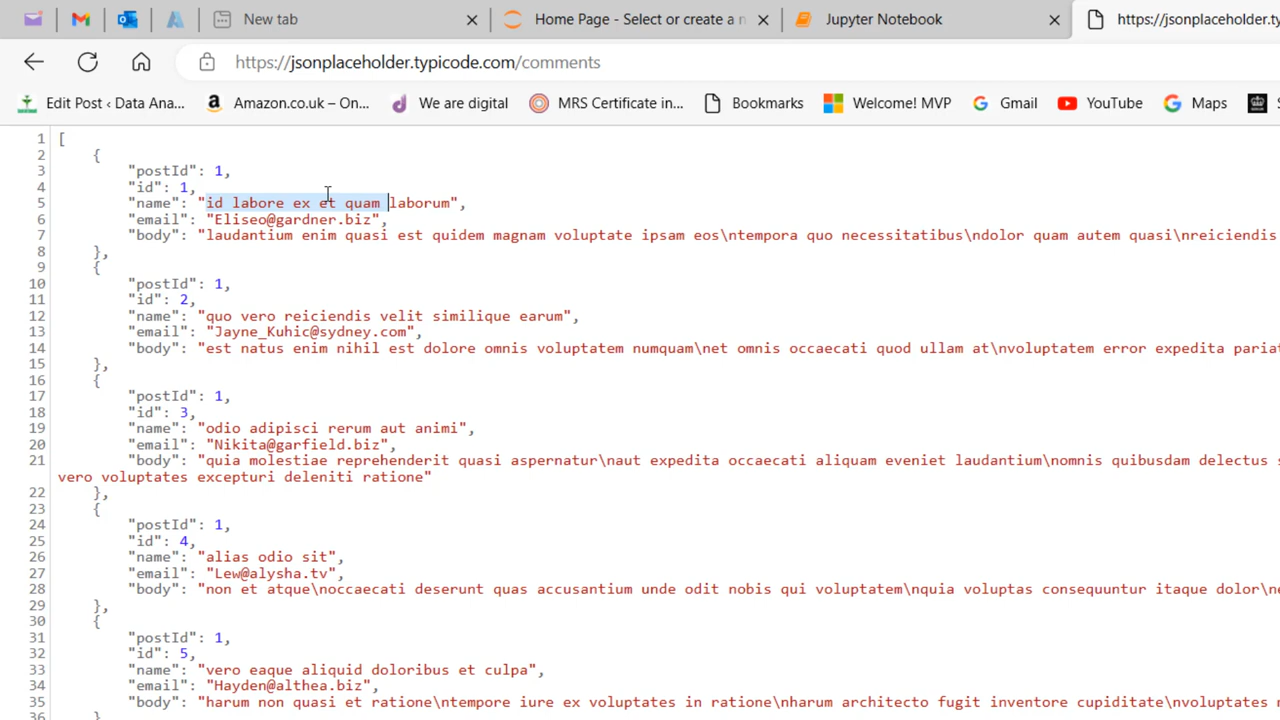 New tab
Home Page - Select or create a n
Jupyter Notebook
https://jsonplaceholder.ty
https://jsonplaceholder.typicode.com/comments
Edit Post ‹ Data Ana...
Amazon.co.uk – On...
We are digital
MRS Certificate in...
Bookmarks
Welcome! MVP
Gmail
YouTube
Maps
1 [
2 {
3 "postId": 1,
4 "id": 1,
5 "name": "id labore ex et quam laborum",
6 "email": "Eliseo@gardner.biz",
7 "body": "laudantium enim quasi est quidem magnam voluptate ipsam eos\ntempora quo necessitatibus\ndolor quam autem quasi\nreiciendis
8 },
9 {
10 "postId": 1,
11 "id": 2,
12 "name": "quo vero reiciendis velit similique earum",
13 "email": "Jayne_Kuhic@sydney.com",
14 "body": "est natus enim nihil est dolore omnis voluptatem numquam\net omnis occaecati quod ullam at\nvoluptatem error expedita pariat
15 },
16 {
17 "postId": 1,
18 "id": 3,
19 "name": "odio adipisci rerum aut animi",
20 "email": "Nikita@garfield.biz",
21 "body": "quia molestiae reprehenderit quasi aspernatur\naut expedita occaecati aliquam eveniet laudantium\nomnis quibusdam delectus s
vero voluptates excepturi deleniti ratione"
22 },
23 {
24 "postId": 1,
25 "id": 4,
26 "name": "alias odio sit",
27 "email": "Lew@alysha.tv",
28 "body": "non et atque\noccaecati deserunt quas accusantium unde odit nobis qui voluptatem\nquia voluptas consequuntur itaque dolor\ne
29 },
30 {
31 "postId": 1,
32 "id": 5,
33 "name": "vero eaque aliquid doloribus et culpa",
34 "email": "Hayden@althea.biz",
35 "body": "harum non quasi et ratione\ntempore iure ex voluptates in ratione\nharum architecto fugit inventore cupiditate\nvoluptates
36 }